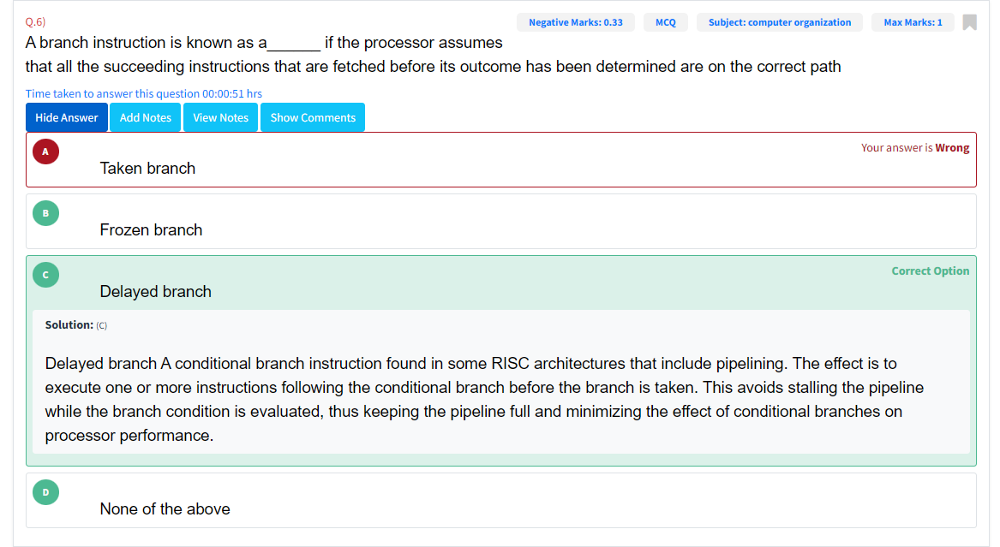 Q.6)
Negative Marks: 0.33 MCQ Subject: computer organization Max Marks: 1
A branch instruction is known as a______ if the processor assumes
that all the succeeding instructions that are fetched before its outcome has been determined are on the correct path
Time taken to answer this question 00:00:51 hrs
Hide Answer Add Notes View Notes Show Comments
A
Your answer is Wrong
Taken branch
B
Frozen branch
C
Correct Option
Delayed branch
Solution: (C)
Delayed branch A conditional branch instruction found in some RISC architectures that include pipelining. The effect is to
execute one or more instructions following the conditional branch before the branch is taken. This avoids stalling the pipeline
while the branch condition is evaluated, thus keeping the pipeline full and minimizing the effect of conditional branches on
processor performance.
D
None of the above